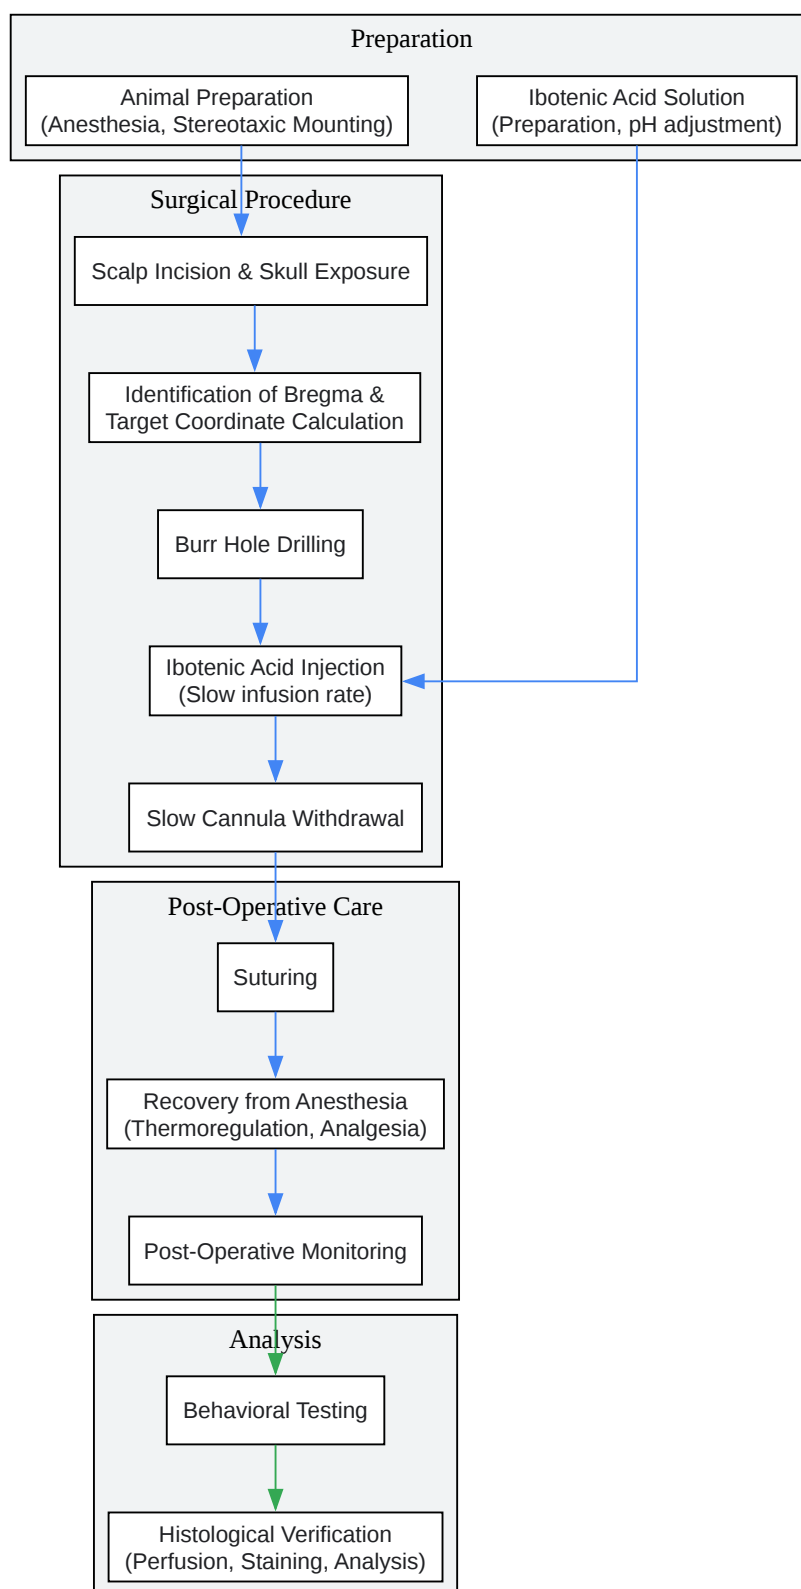 Preparation
Animal Preparation
(Anesthesia, Stereotaxic Mounting)
Ibotenic Acid Solution
(Preparation, pH adjustment)
Surgical Procedure
Scalp Incision & Skull Exposure
Identification of Bregma &
Target Coordinate Calculation
Burr Hole Drilling
Ibotenic Acid Injection
(Slow infusion rate)
Slow Cannula Withdrawal
Post-Operative Care
Suturing
Recovery from Anesthesia
(Thermoregulation, Analgesia)
Post-Operative Monitoring
Analysis
Behavioral Testing
Histological Verification
(Perfusion, Staining, Analysis)